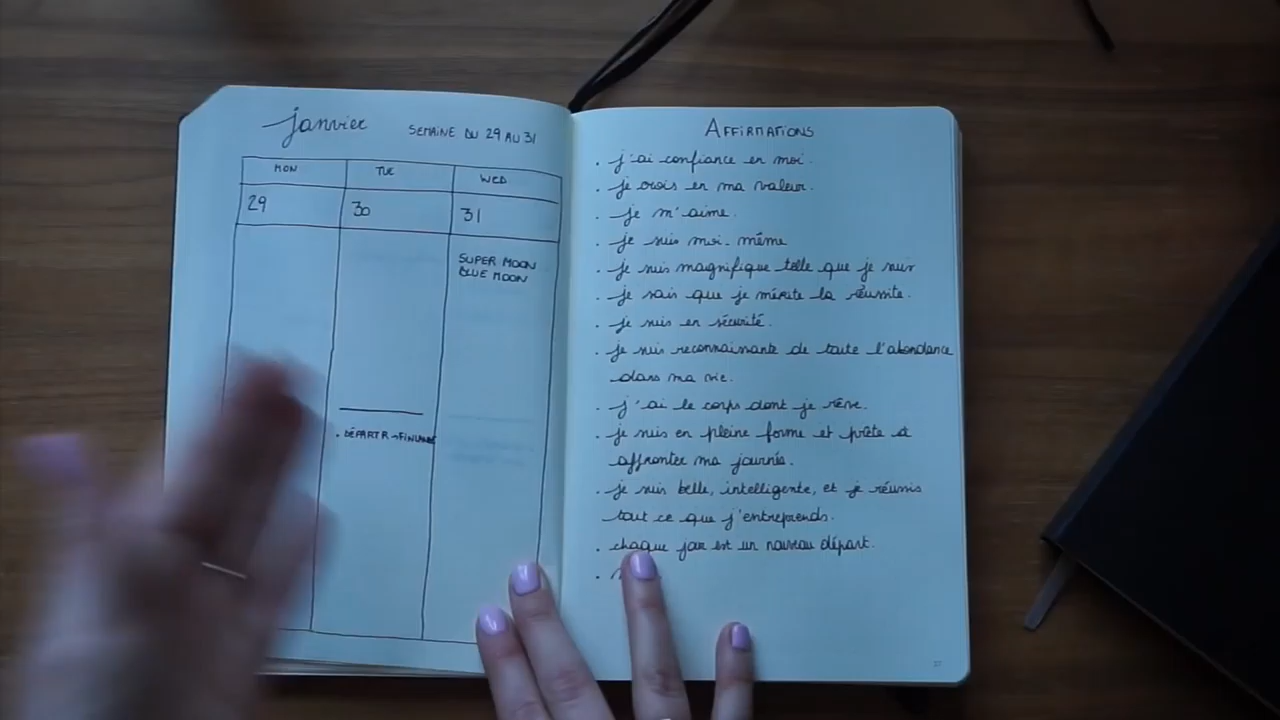 janvier SEMAINE DU 29 AU 31
MON TUE WED
29 30 31
SUPER MOON
BLUE MOON
. DÉPART R→FINLANDE
AFFIRMATIONS
. j'ai confiance en moi.
. je crois en ma valeur.
. je m'aime.
. je suis moi-même
. je suis magnifique telle que je suis
. je sais que je mérite la réussite.
. je suis en sécurité.
. je suis reconnaissante de toute l'abondance
dans ma vie.
. j'ai le corps dont je rêve.
. je suis en pleine forme et prête à
affronter ma journée.
. je suis belle, intelligente, et je réussis
tout ce que j'entreprends.
. chaque jour est un nouveau départ.